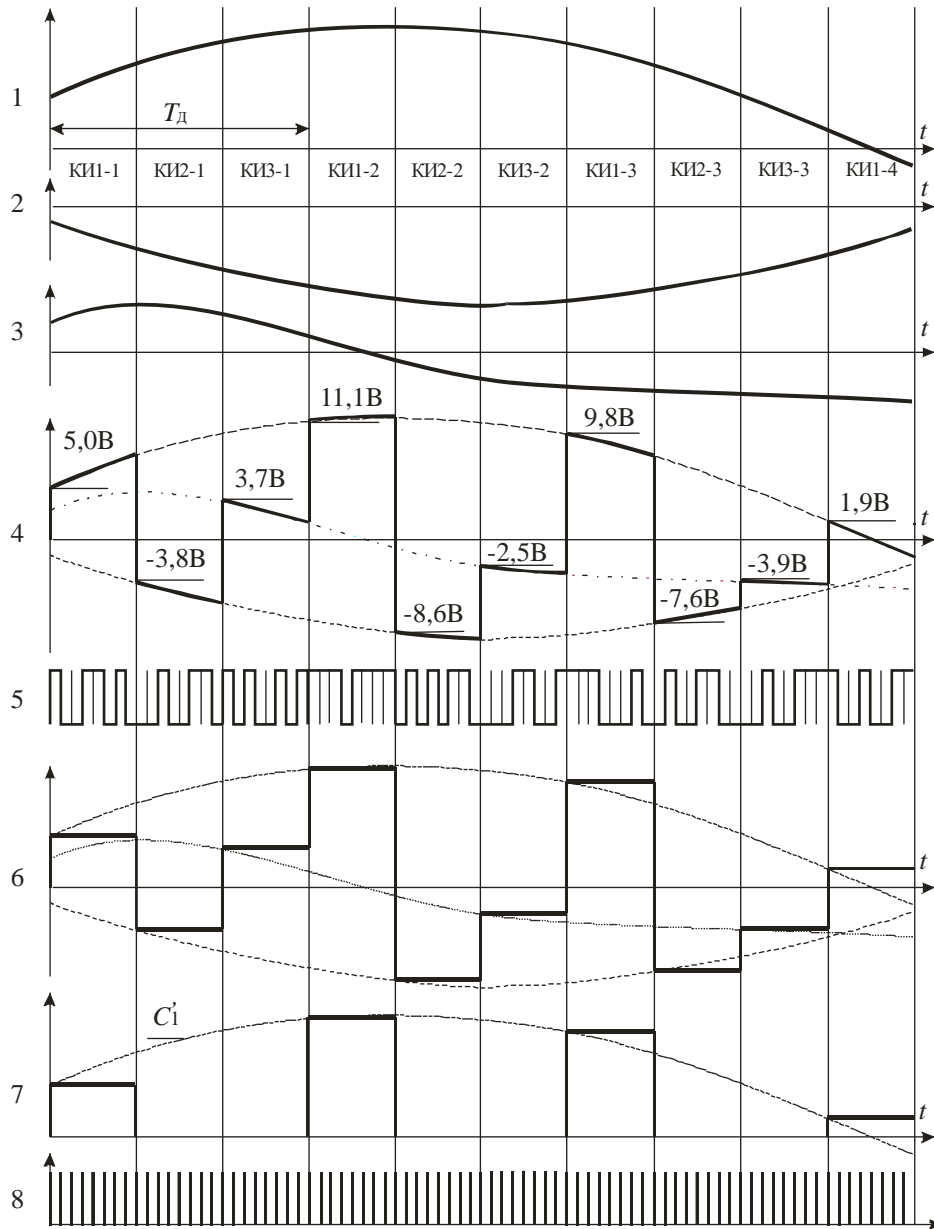 1
T_Д
t
КИ1-1 КИ2-1 КИ3-1 КИ1-2 КИ2-2 КИ3-2 КИ1-3 КИ2-3 КИ3-3 КИ1-4
2
t
3
t
11,1В
9,8В
5,0В
3,7В
1,9В
4
t
-3,8В
-2,5В
-3,9В
-8,6В
-7,6В
5
6
t
C'1
7
t
8